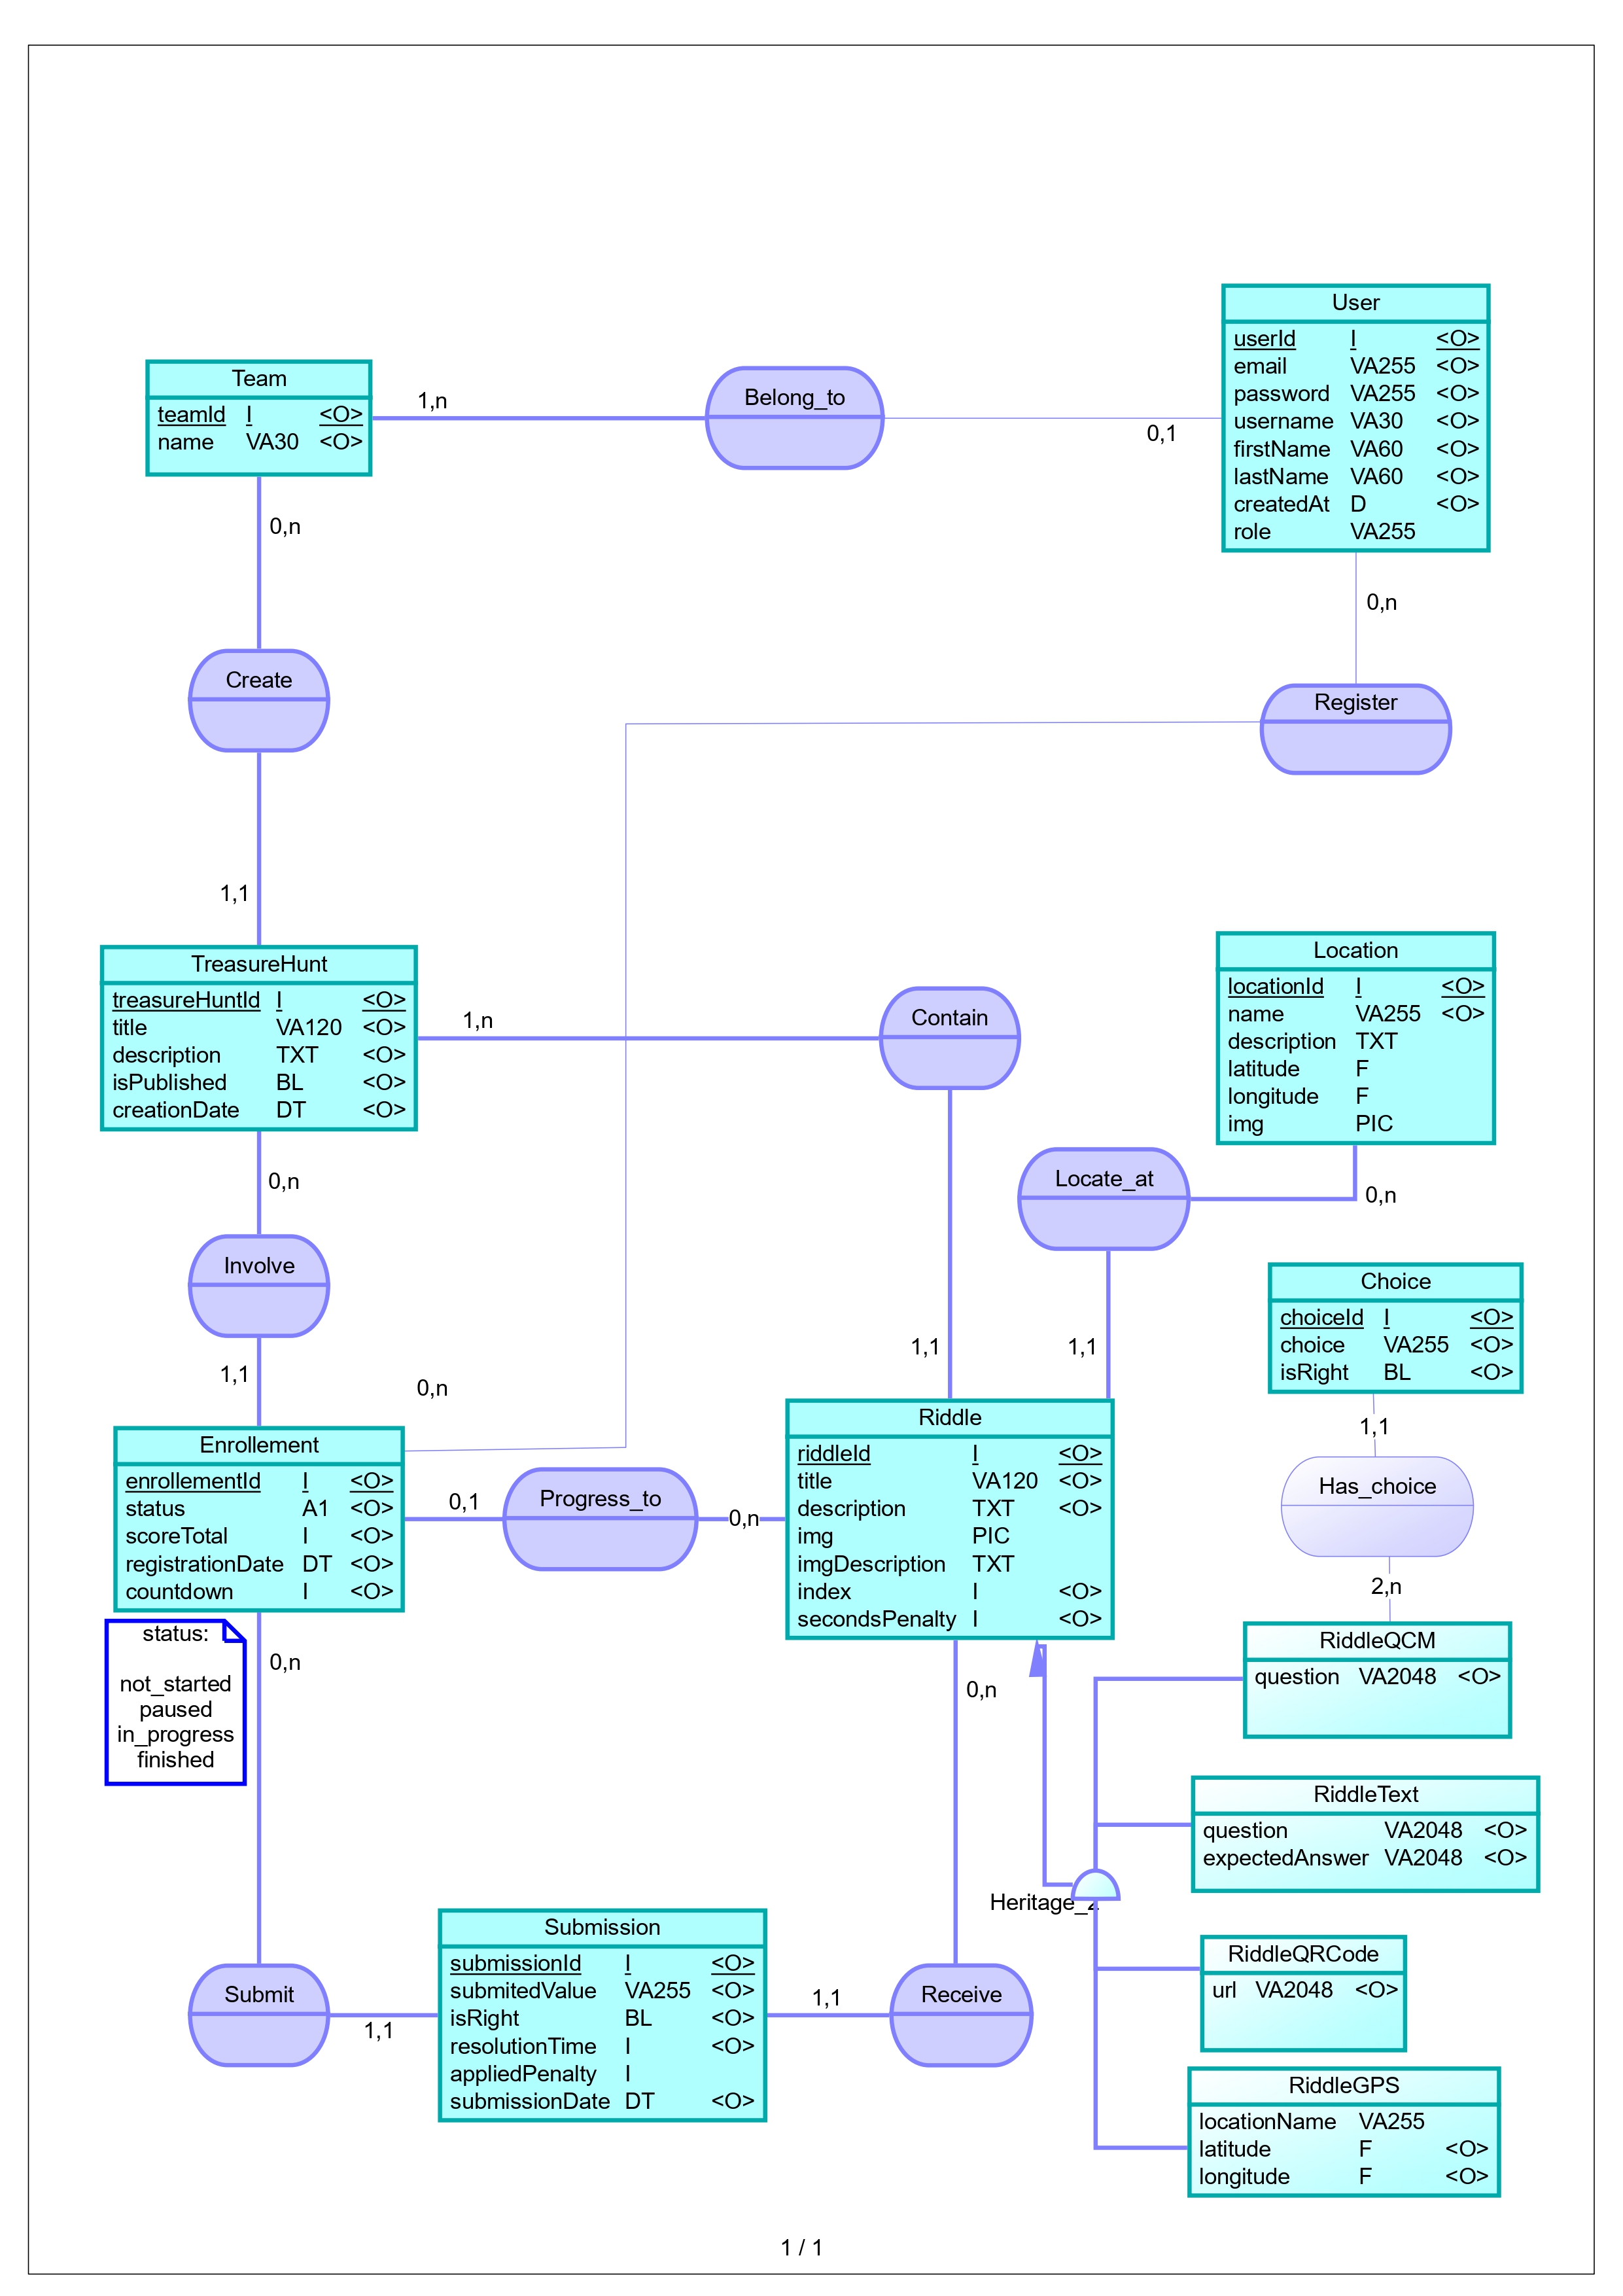 User
userId I <O>
email VA255 <O>
password VA255 <O>
username VA30 <O>
firstName VA60 <O>
lastName VA60 <O>
createdAt D <O>
role VA255
Team
teamId I <O>
name VA30 <O>
1,n
Belong_to
0,1
0,n
0,n
Create
Register
1,1
TreasureHunt
treasureHuntId I <O>
title VA120 <O>
description TXT <O>
isPublished BL <O>
creationDate DT <O>
1,n
Contain
Location
locationId I <O>
name VA255 <O>
description TXT
latitude F
longitude F
img PIC
0,n
Locate_at
0,n
Involve
1,1
1,1
1,1
0,n
Choice
choiceId I <O>
choice VA255 <O>
isRight BL <O>
1,1
Has_choice
2,n
Enrollement
enrollementId I <O>
status A1 <O>
scoreTotal I <O>
registrationDate DT <O>
countdown I <O>
0,1
Progress_to
0,n
Riddle
riddleId I <O>
title VA120 <O>
description TXT <O>
img PIC
imgDescription TXT
index I <O>
secondsPenalty I <O>
status:
not_started
paused
in_progress
finished
0,n
0,n
RiddleQCM
question VA2048 <O>
RiddleText
question VA2048 <O>
expectedAnswer VA2048 <O>
Heritage_2
RiddleQRCode
url VA2048 <O>
RiddleGPS
locationName VA255
latitude F <O>
longitude F <O>
Submit
1,1
Submission
submissionId I <O>
submitedValue VA255 <O>
isRight BL <O>
resolutionTime I <O>
appliedPenalty I
submissionDate DT <O>
1,1
Receive
1 / 1